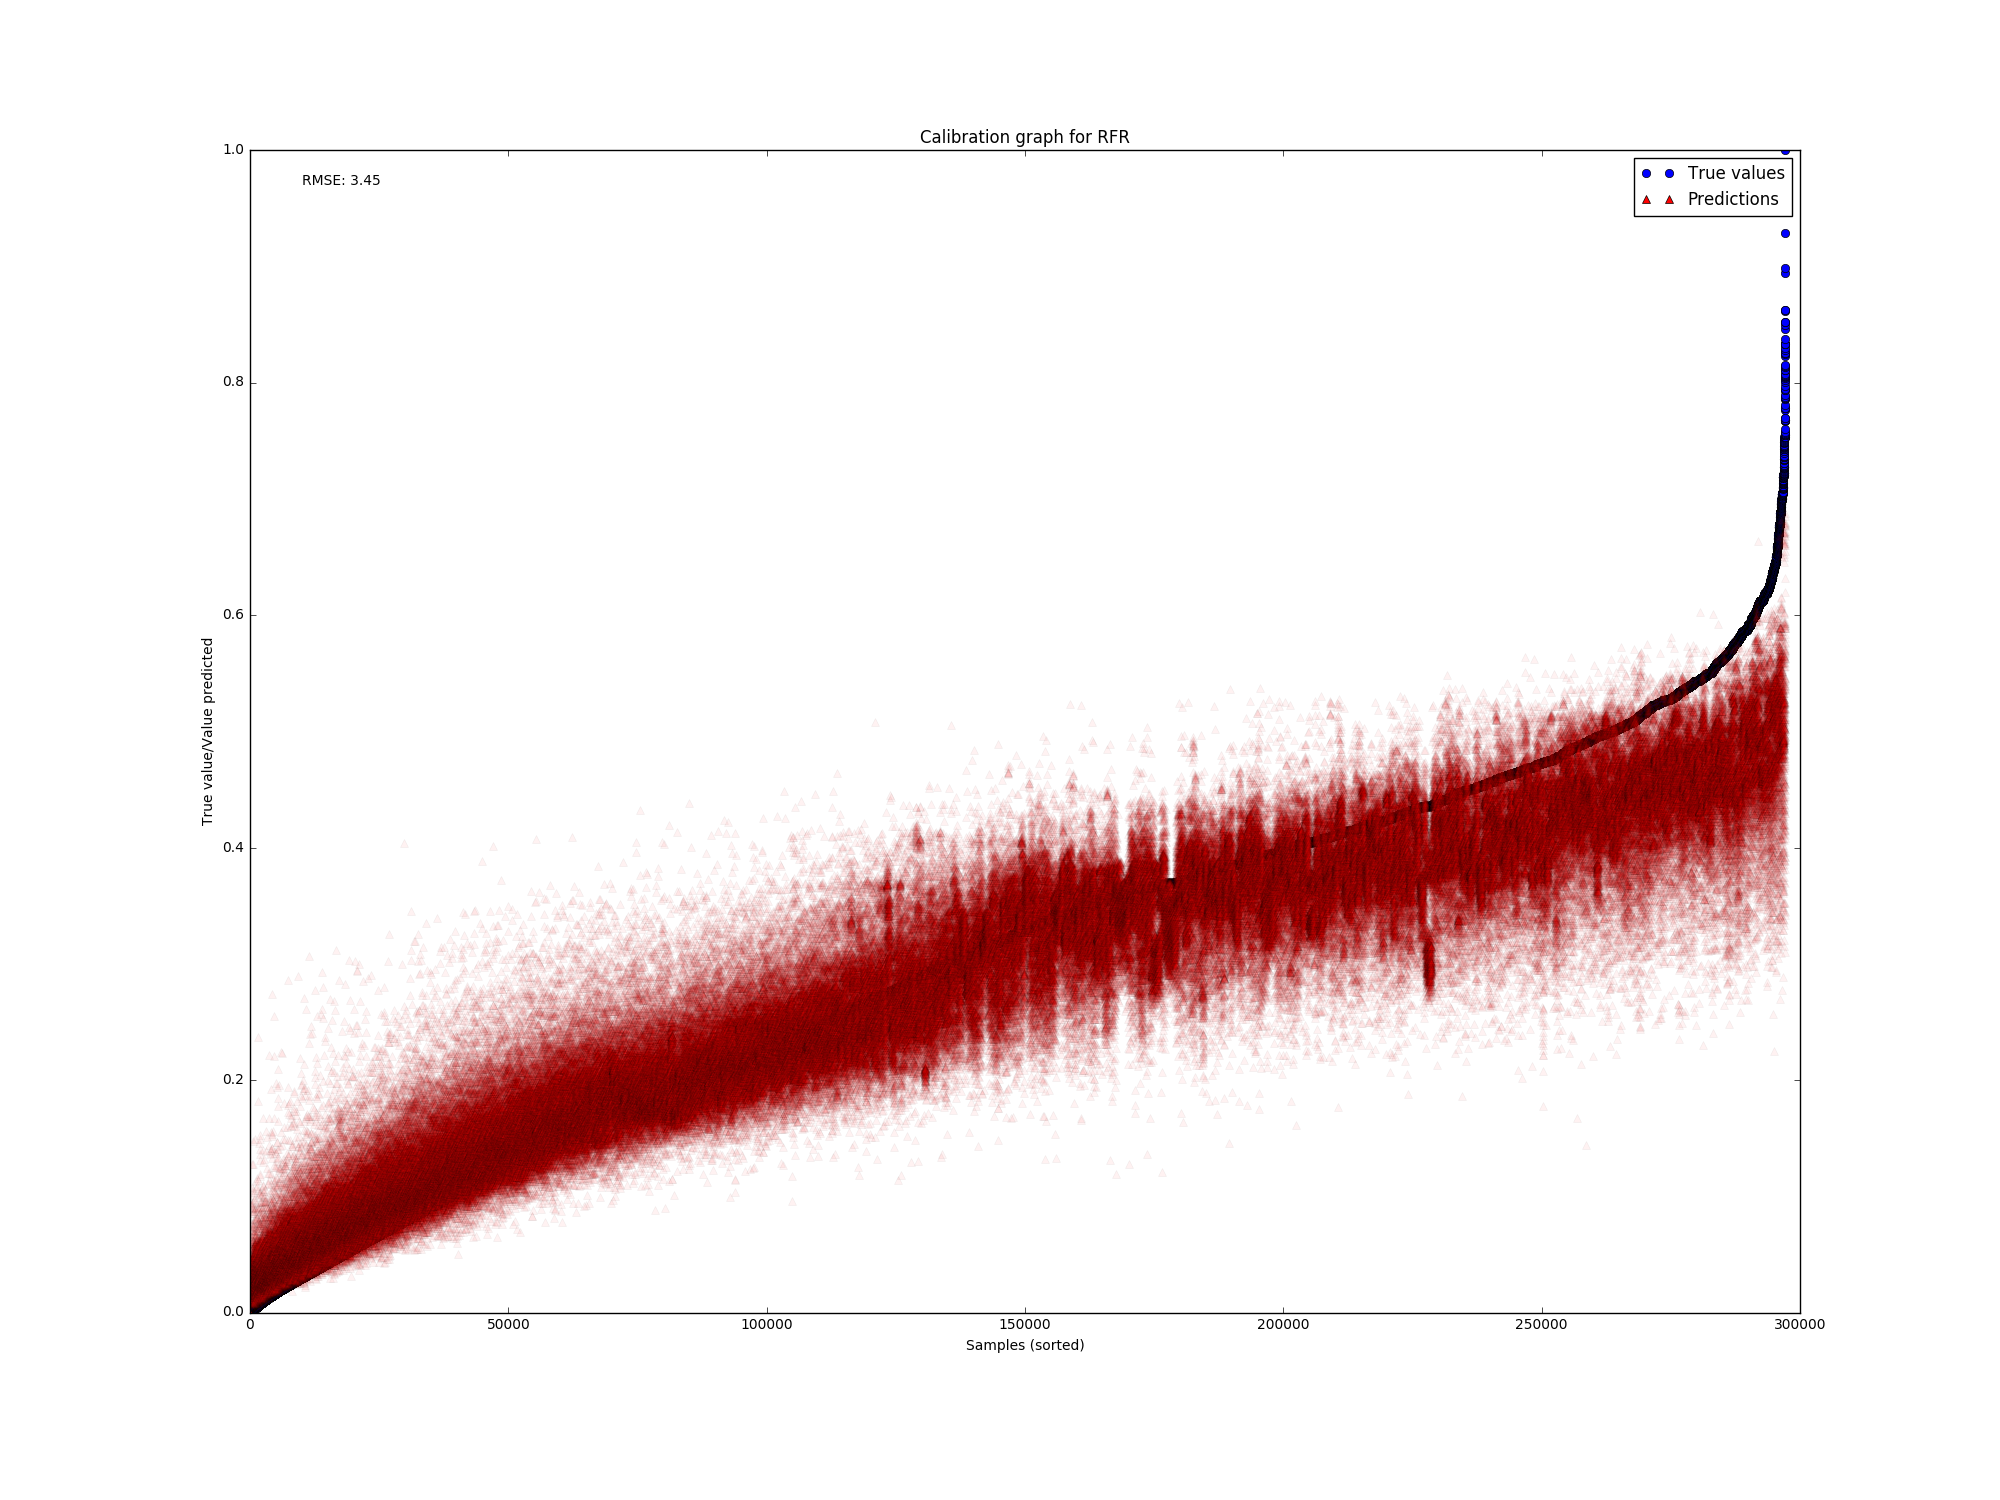 Calibration graph for RFR
RMSE: 3.45
True values
Predictions
1.0
0.8
0.6
0.4
0.2
0.0
True value/Value predicted
0 50000 100000 150000 200000 250000 300000
Samples (sorted)